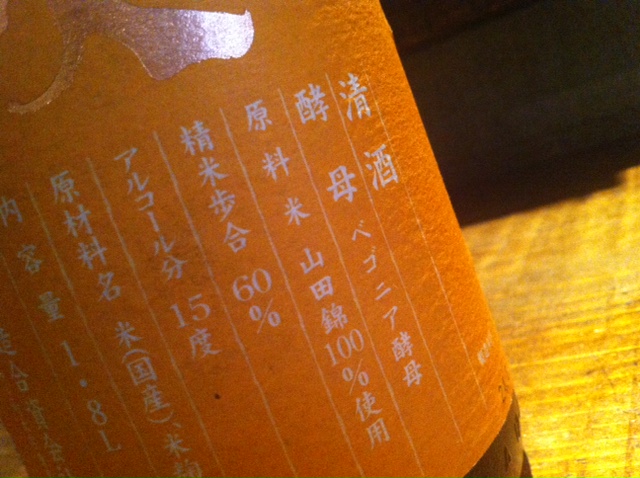 清酒
酵母 ベゴニア酵母
原料米 山田錦100%使用
精米歩合 60%
アルコール分 15度
原材料名 米(国産)、米麹
内容量 1.8L